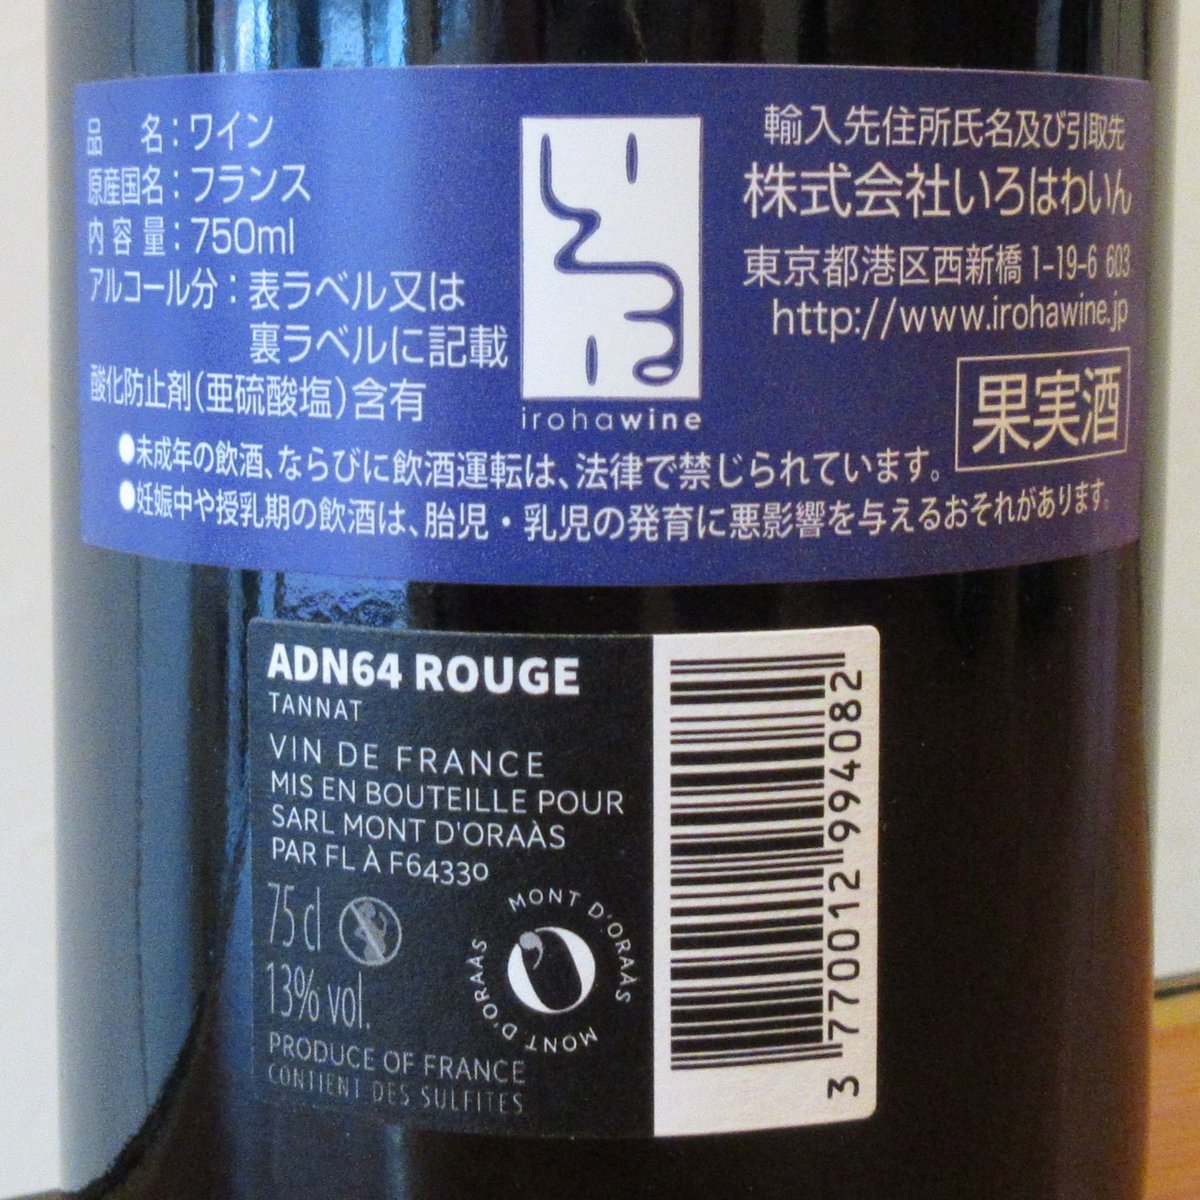 品 名：ワイン
原産国名：フランス
内容量：750ml
アルコール分：表ラベル又は
裏ラベルに記載
酸化防止剤（亜硫酸塩）含有
いろは
irohawine
輸入先住所氏名及び引取先
株式会社いろはわいん
東京都港区西新橋1-19-6 603
http://www.irohawine.jp
果実酒
●未成年の飲酒、ならびに飲酒運転は、法律で禁じられています。
●妊娠中や授乳期の飲酒は、胎児・乳児の発育に悪影響を与えるおそれがあります。
ADN64 ROUGE
TANNAT
VIN DE FRANCE
MIS EN BOUTEILLE POUR
SARL MONT D'ORAÀS
PAR FL À F64330
75 cl
13% vol.
PRODUCE OF FRANCE
CONTIENT DES SULFITES
MONT D'ORAÀS
MONT D'ORAÀS
3 770012 994082